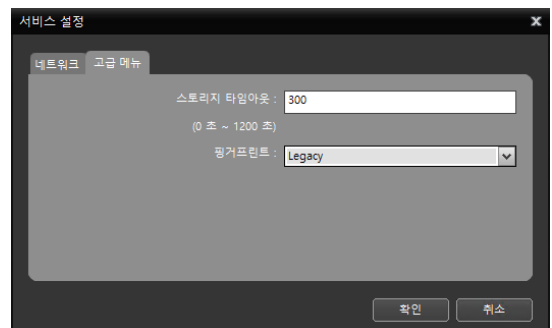 서비스 설정
네트워크 고급 메뉴
스토리지 타임아웃 : 300
(0 초 ~ 1200 초)
핑거프린트 : Legacy
확인 취소